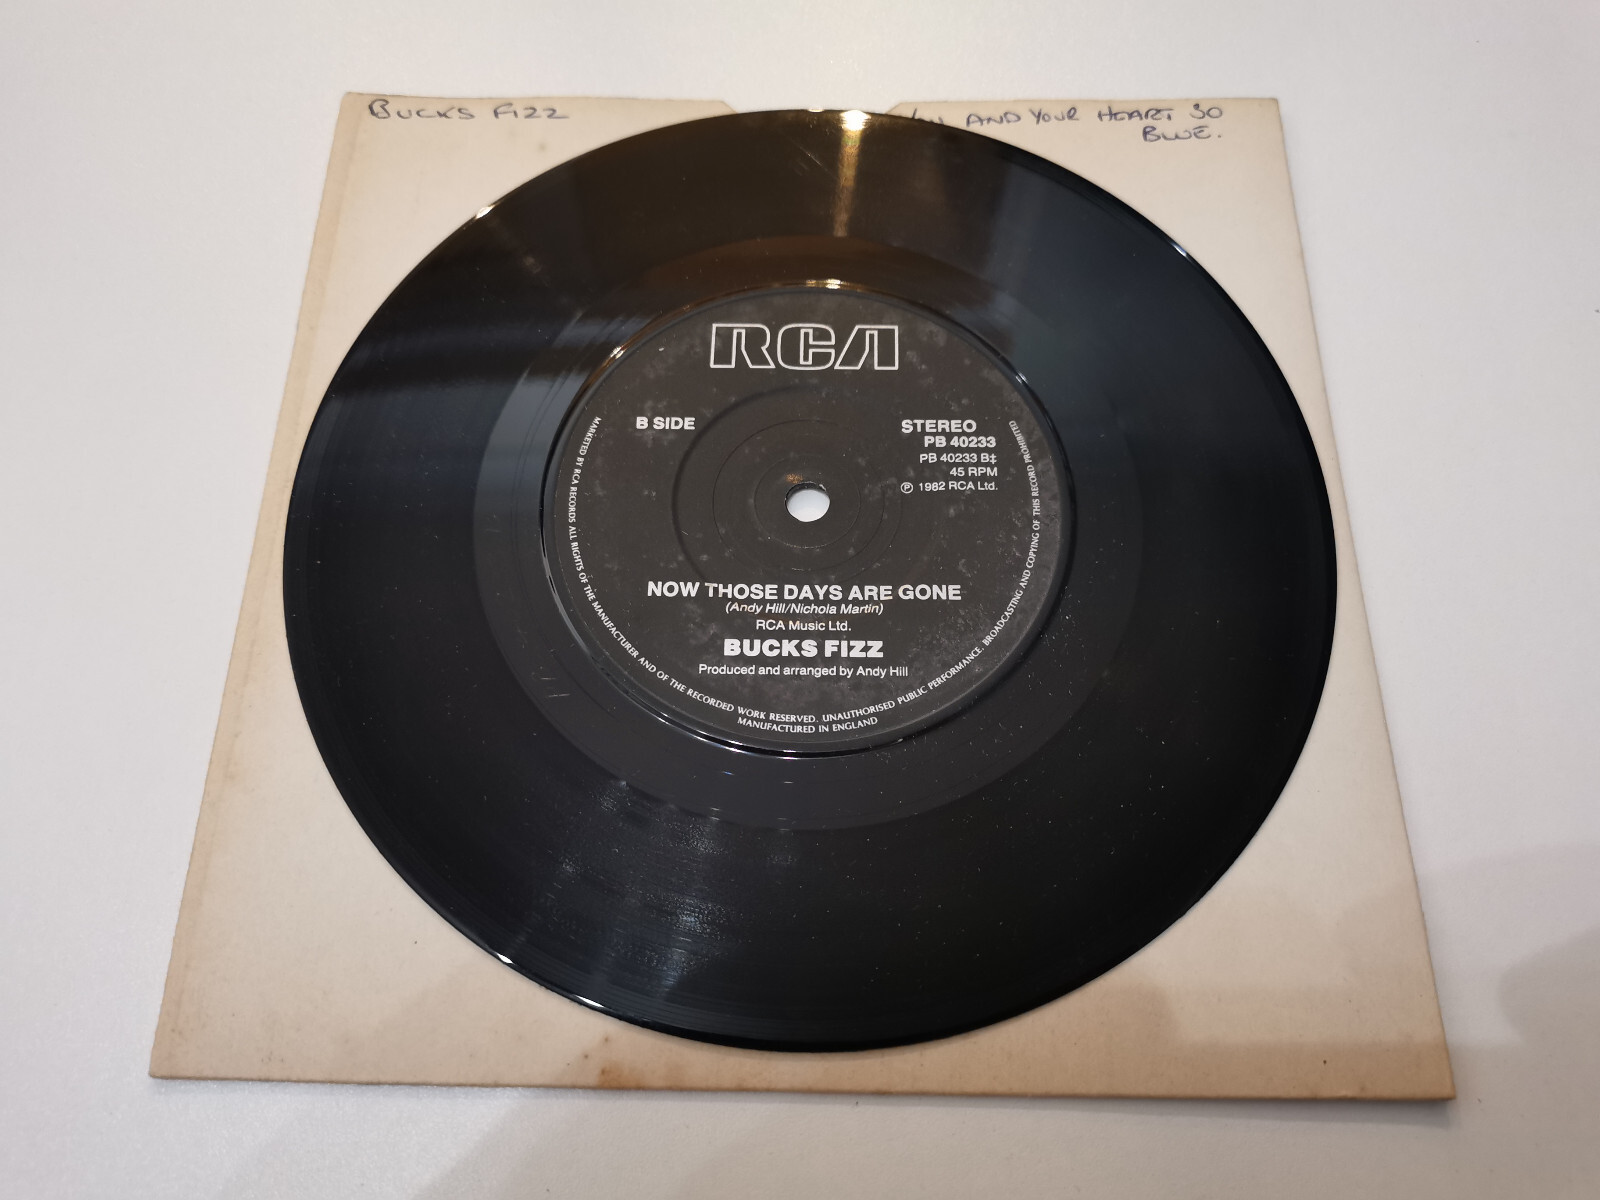 BUCKS FIZZ
AND YOUR HEART SO
BLUE.
RCA
B SIDE
STEREO
PB 40233
PB 40233 B‡
45 RPM
℗ 1982 RCA Ltd.
NOW THOSE DAYS ARE GONE
(Andy Hill/Nichola Martin)
RCA Music Ltd.
BUCKS FIZZ
Produced and arranged by Andy Hill
MARKETED BY RCA RECORDS ALL RIGHTS OF THE MANUFACTURER AND OF THE RECORDED WORK RESERVED. UNAUTHORISED PUBLIC PERFORMANCE, BROADCASTING AND COPYING OF THIS RECORD PROHIBITED
MANUFACTURED IN ENGLAND